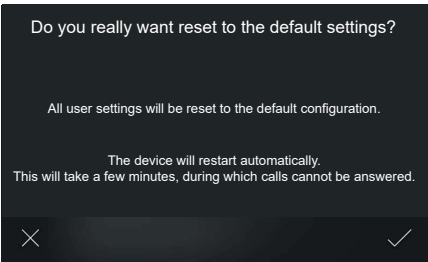 Do you really want reset to the default settings?
All user settings will be reset to the default configuration.
The device will restart automatically.
This will take a few minutes, during which calls cannot be answered.